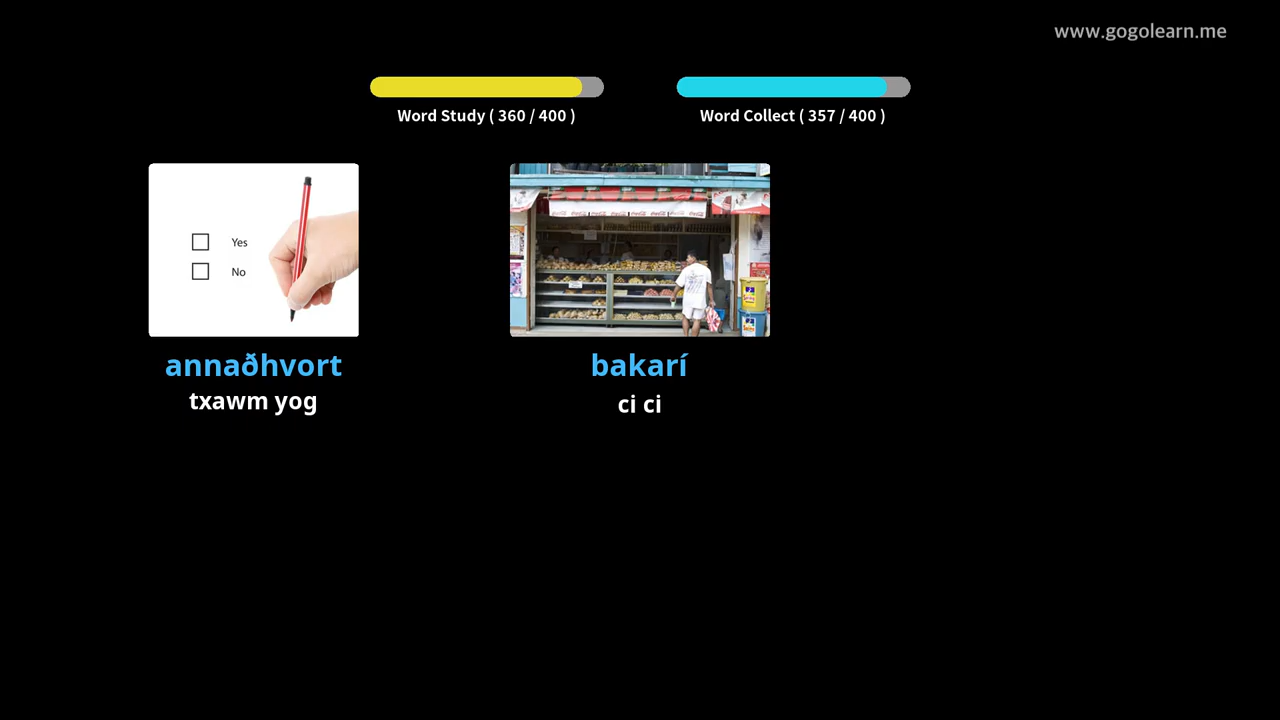 www.gogolearn.me
Word Study ( 360 / 400 )
Word Collect ( 357 / 400 )
Yes
No
annaðhvort
bakarí
txawm yog
ci ci